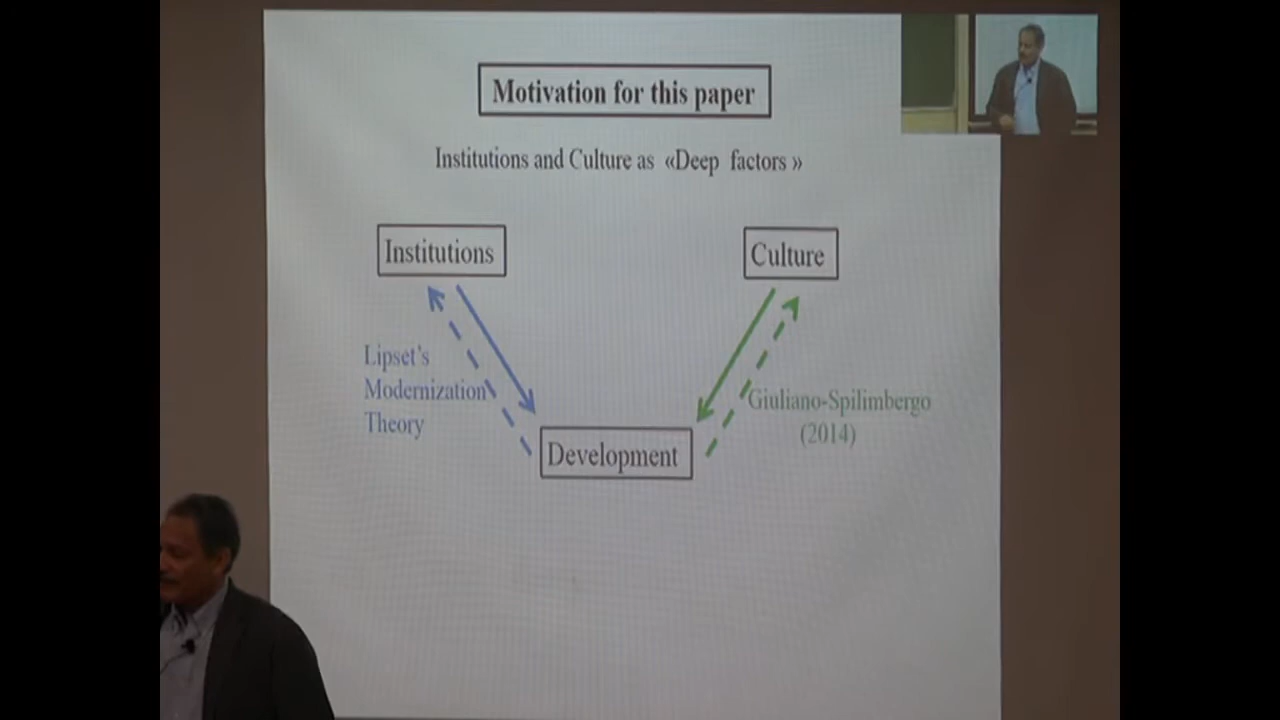 Motivation for this paper
Institutions and Culture as «Deep factors »
Institutions
Culture
Lipset's
Modernization
Theory
Giuliano-Spilimbergo
(2014)
Development